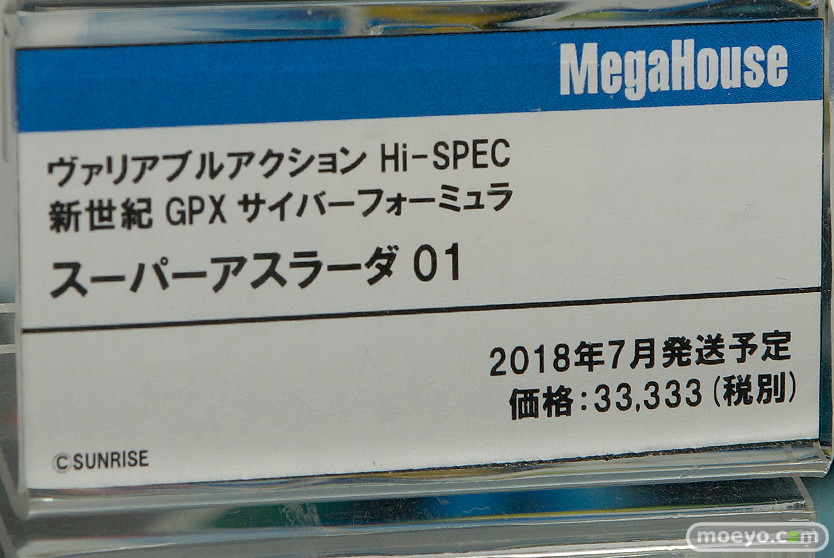 MegaHouse
ヴァリアブルアクション Hi-SPEC
新世紀 GPX サイバーフォーミュラ
スーパーアスラーダ 01
2018年7月発送予定
価格:33,333(税別)
©SUNRISE
moeyo.com